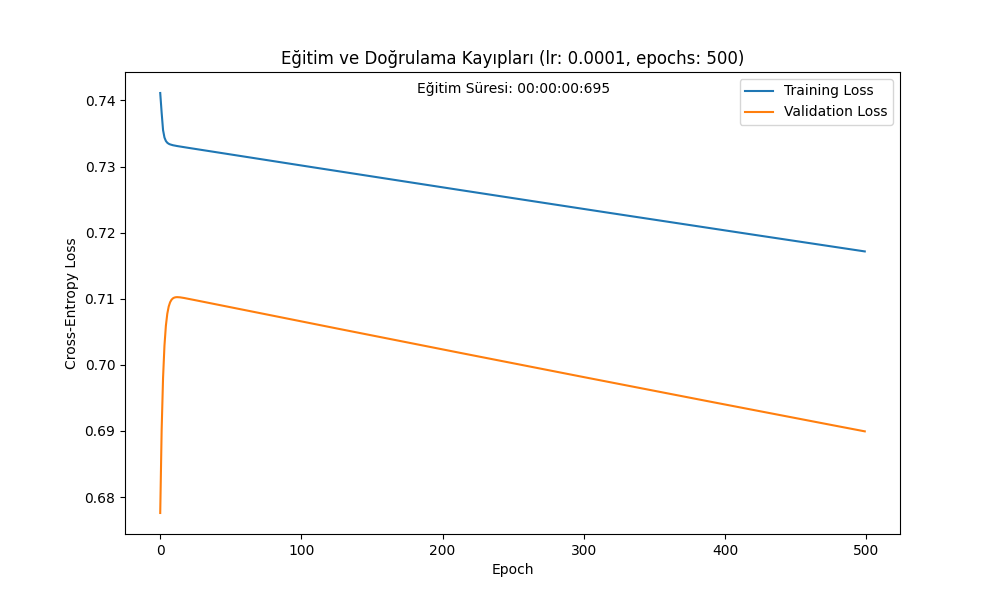 Eğitim ve Doğrulama Kayıpları (lr: 0.0001, epochs: 500)
Eğitim Süresi: 00:00:00:695
Training Loss
Validation Loss
Cross-Entropy Loss
0.74
0.73
0.72
0.71
0.70
0.69
0.68
0 100 200 300 400 500
Epoch